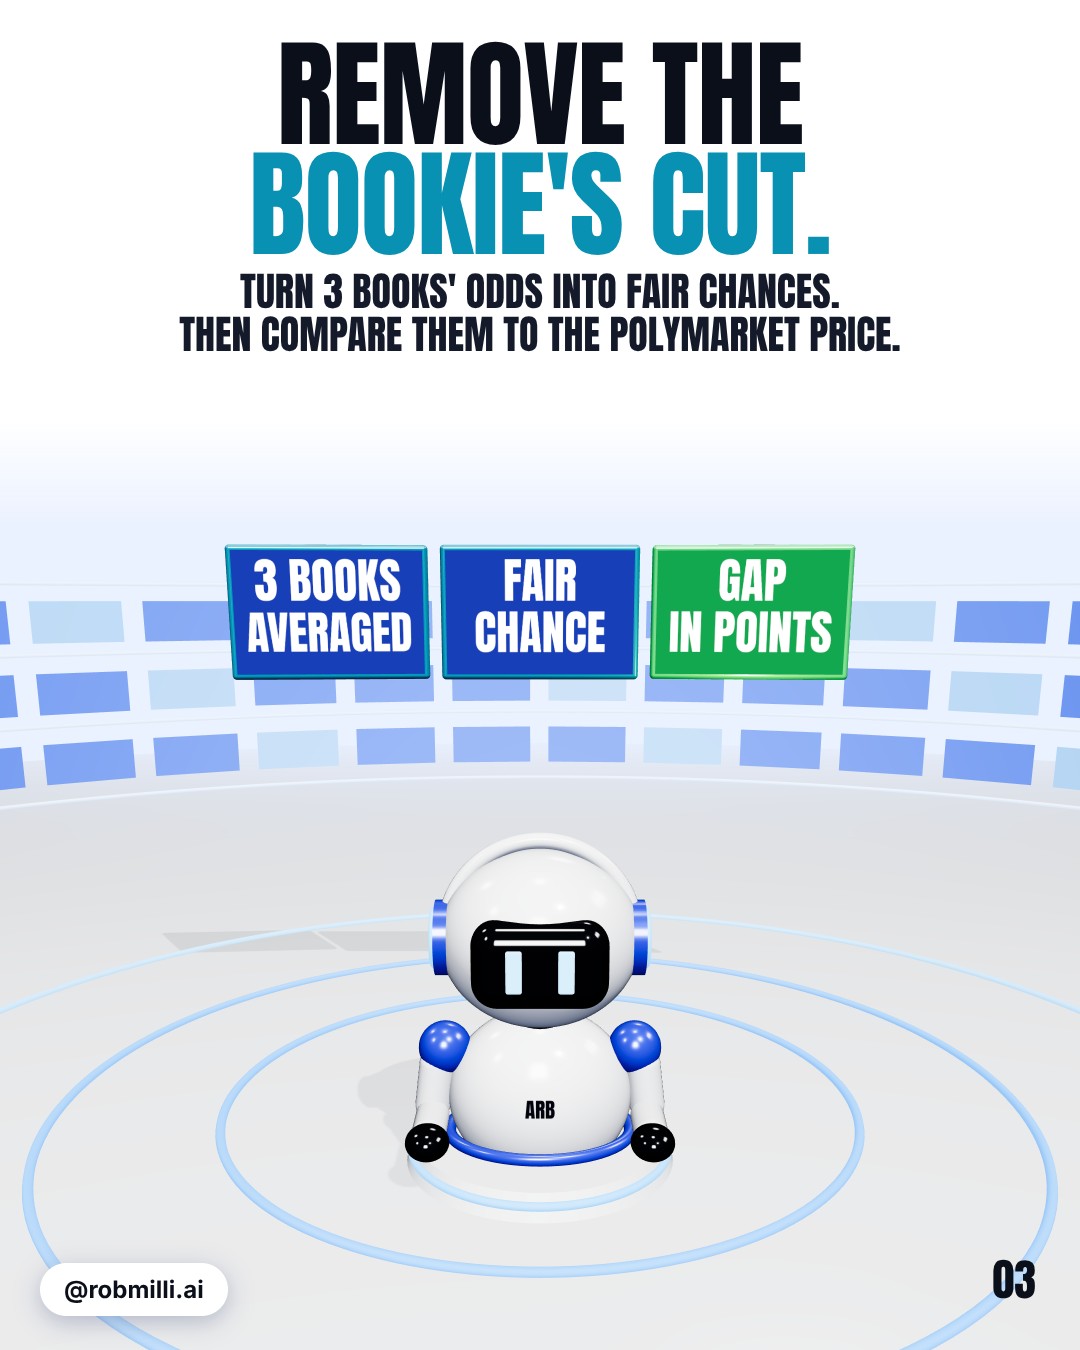 REMOVE THE
BOOKIE'S CUT.
TURN 3 BOOKS' ODDS INTO FAIR CHANCES.
THEN COMPARE THEM TO THE POLYMARKET PRICE.
3 BOOKS
AVERAGED
FAIR
CHANCE
GAP
IN POINTS
ARB
@robmilli.ai
03